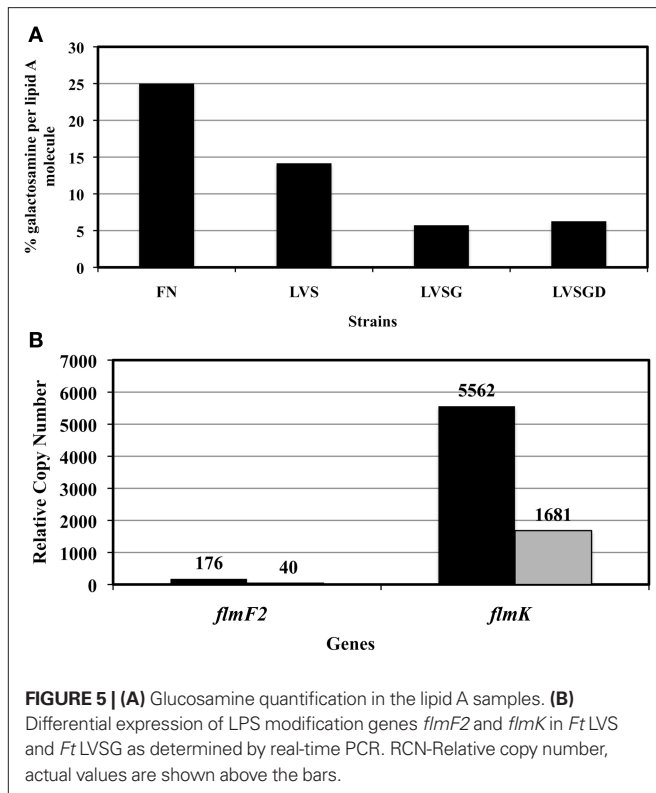 A
30
25
20
15
10
5
0
% galactosamine per lipid A
molecule
FN LVS LVSG LVSGD
Strains
B
7000
6000
5000
4000
3000
2000
1000
0
Relative Copy Number
176 40 5562 1681
flmF2 flmK
Genes
FIGURE 5 | (A) Glucosamine quantification in the lipid A samples. (B)
Differential expression of LPS modification genes flmF2 and flmK in Ft LVS
and Ft LVSG as determined by real-time PCR. RCN-Relative copy number,
actual values are shown above the bars.